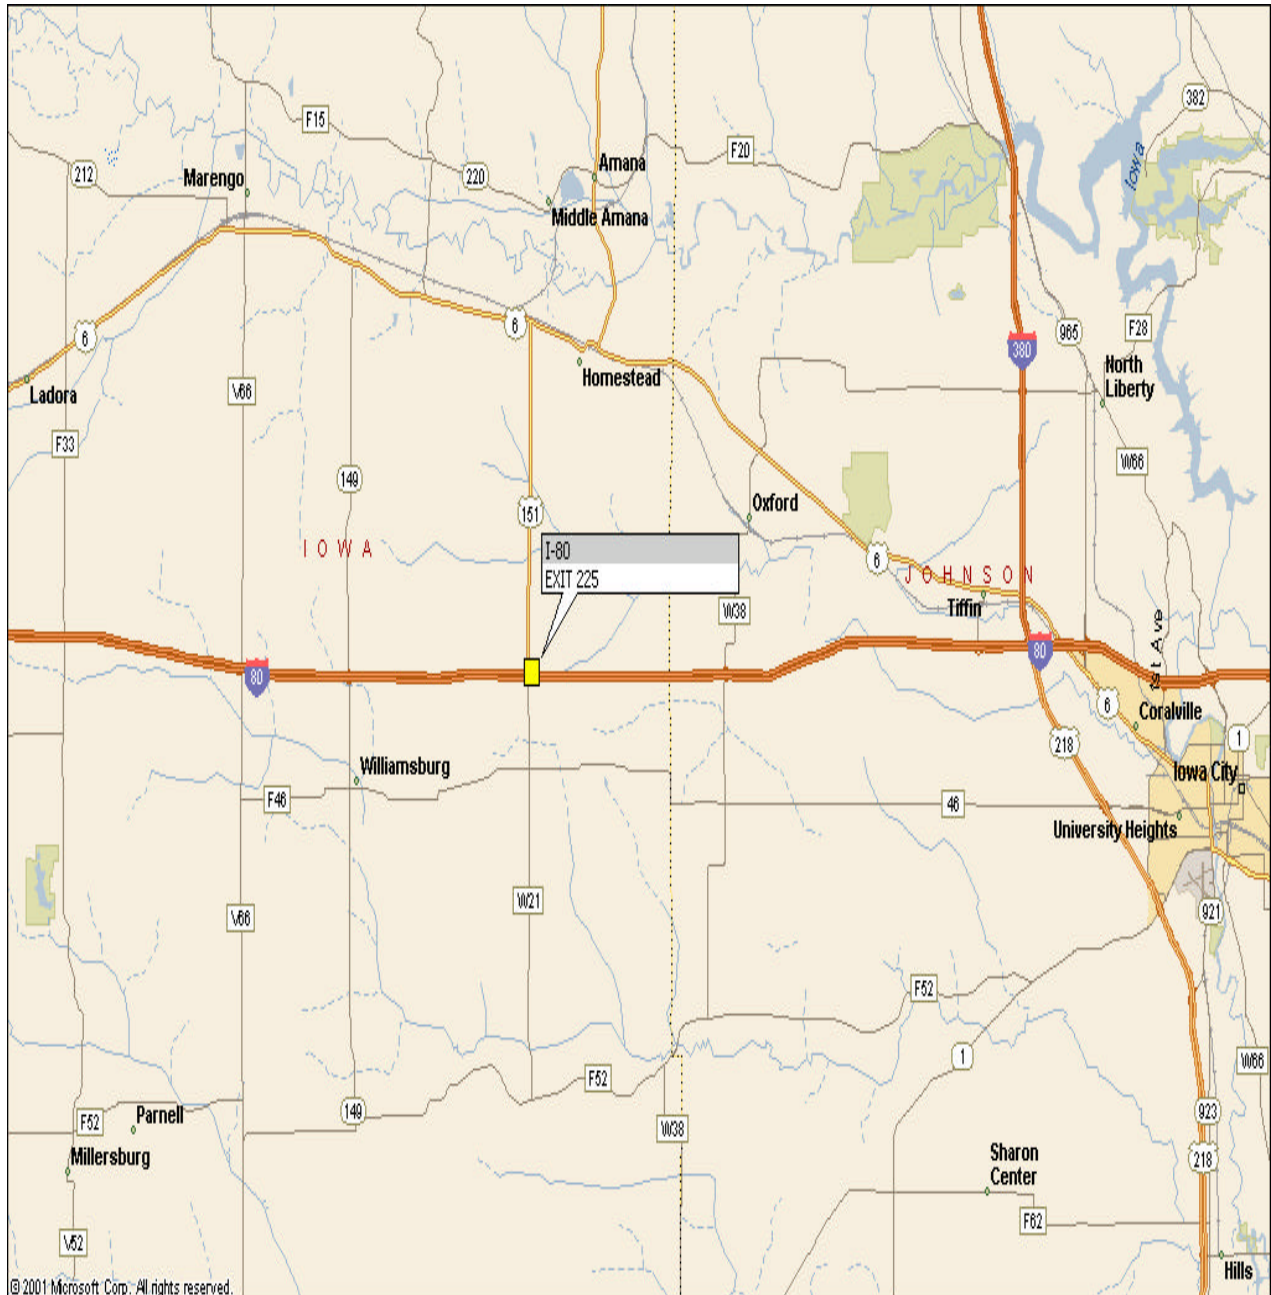 382
F15
F20
Iowa
212
Marengo
220
Amana
Middle Amana
6
6
380
965
F28
North
Liberty
Homestead
Ladora
V66
F33
W66
149
151
Oxford
IOWA
I-80
EXIT 225
6
JOHNSON
Tiffin
W38
1st Ave
80
80
6
Coralville
218
1
Williamsburg
Iowa City
F46
46
University Heights
V66
W21
921
F52
1
W66
F52
149
923
F52
Parnell
W38
Millersburg
Sharon
Center
218
F62
V52
Hills
© 2001 Microsoft Corp. All rights reserved.